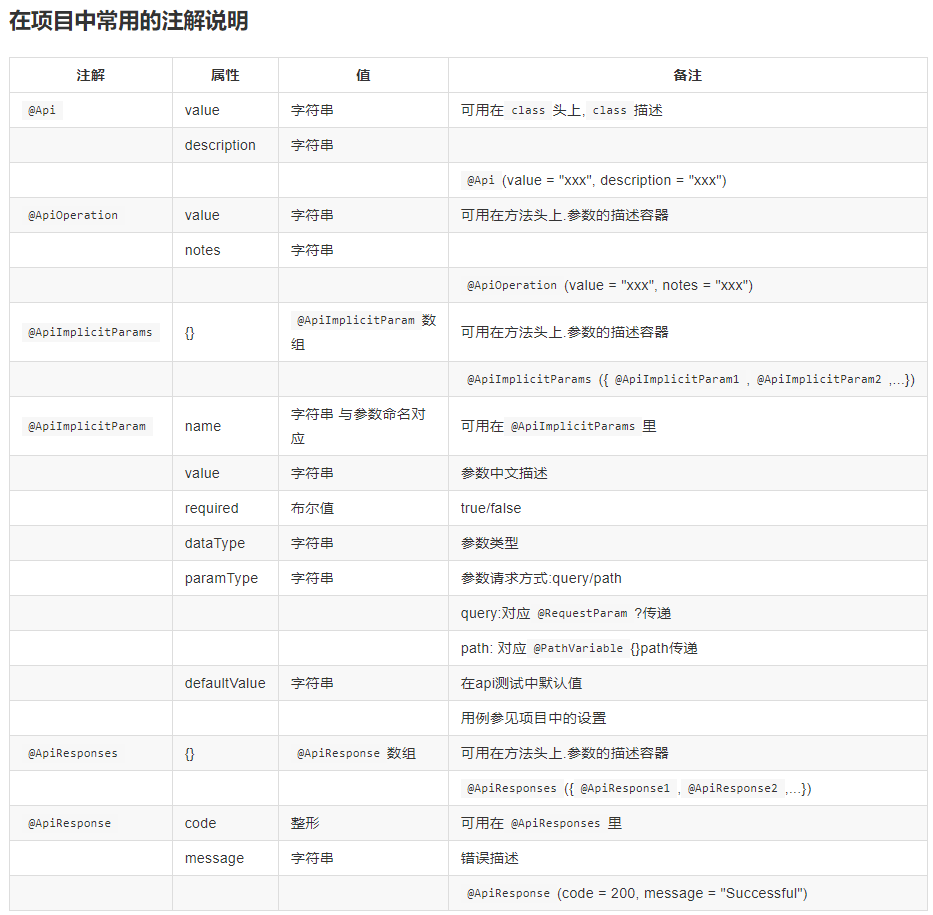 在项目中常用的注解说明
注解 属性 值 备注
@Api value 字符串 可用在 class 头上, class 描述
description 字符串
@Api (value = "xxx", description = "xxx")
@ApiOperation value 字符串 可用在方法头上.参数的描述容器
notes 字符串
@ApiOperation (value = "xxx", notes = "xxx")
@ApiImplicitParams {} @ApiImplicitParam 数
组 可用在方法头上.参数的描述容器
@ApiImplicitParams ({ @ApiImplicitParam1 , @ApiImplicitParam2 ,...})
@ApiImplicitParam name 字符串 与参数命名对
应 可用在 @ApiImplicitParams 里
value 字符串 参数中文描述
required 布尔值 true/false
dataType 字符串 参数类型
paramType 字符串 参数请求方式:query/path
query:对应 @RequestParam ?传递
path: 对应 @PathVariable {}path传递
defaultValue 字符串 在api测试中默认值
用例参见项目中的设置
@ApiResponses {} @ApiResponse 数组 可用在方法头上.参数的描述容器
@ApiResponses ({ @ApiResponse1 , @ApiResponse2 ,...})
@ApiResponse code 整形 可用在 @ApiResponses 里
message 字符串 错误描述
@ApiResponse (code = 200, message = "Successful")